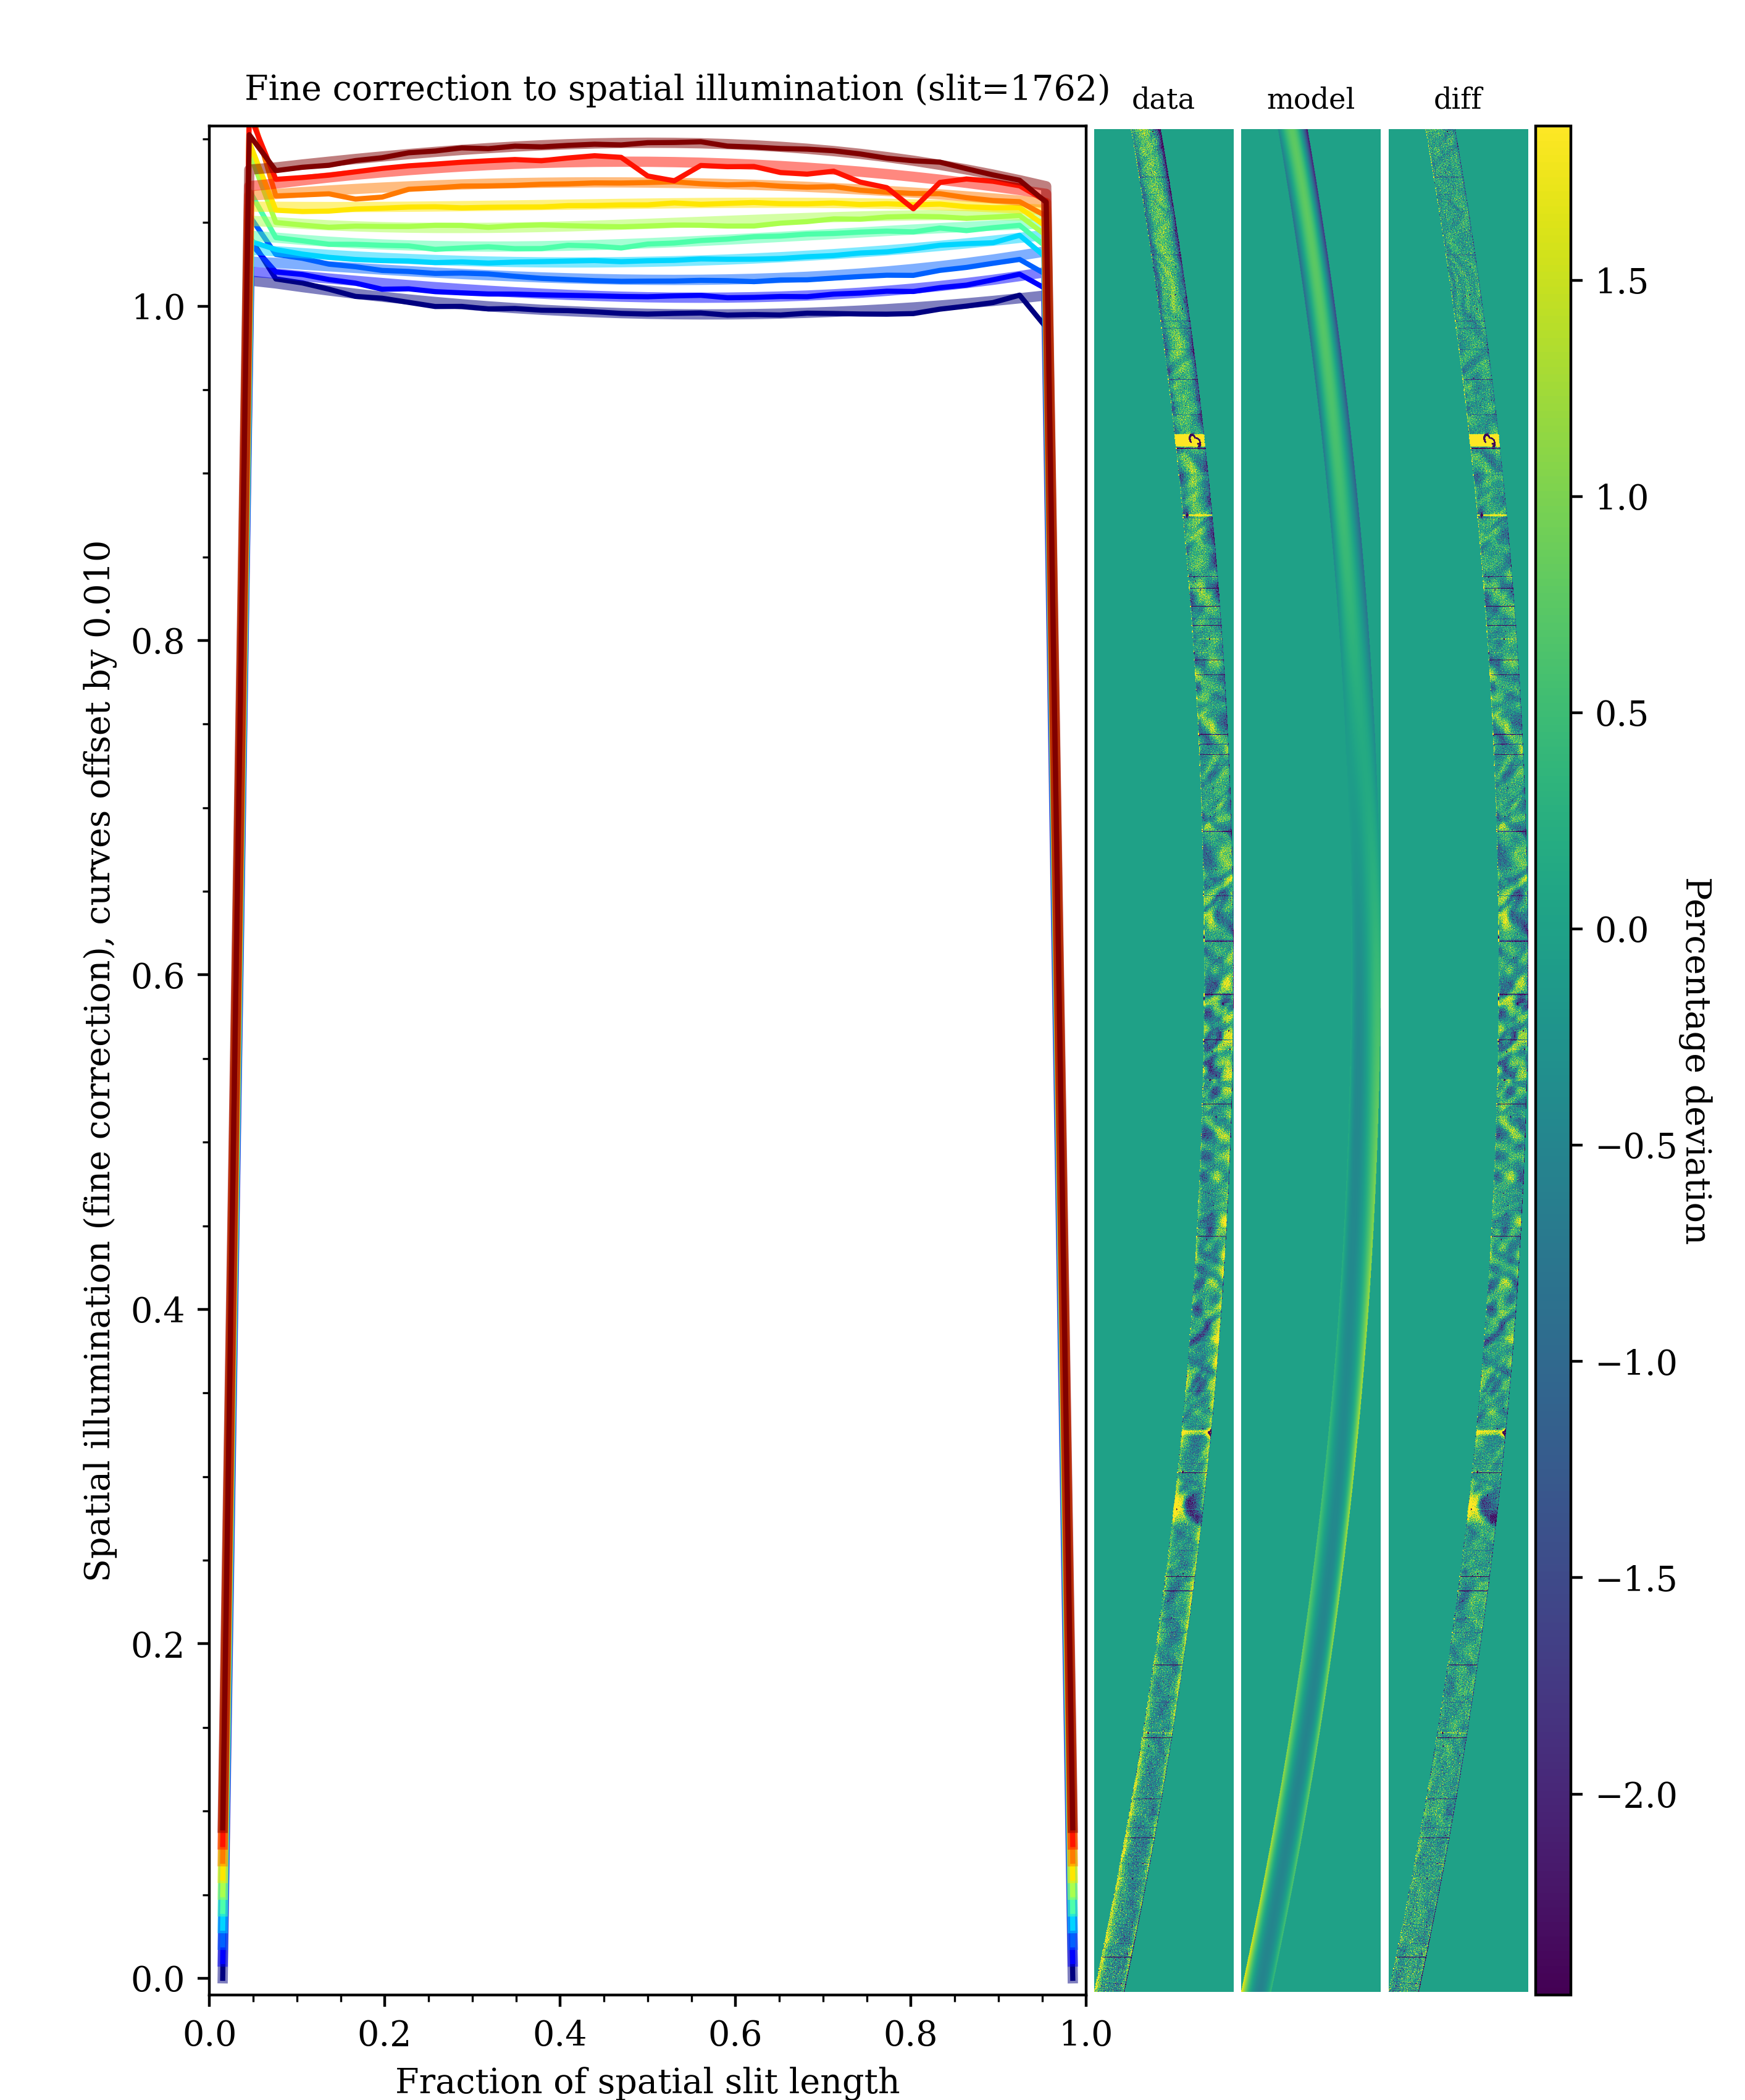 Fine correction to spatial illumination (slit=1762)
data
model
diff
Spatial illumination (fine correction), curves offset by 0.010
1.0
0.8
0.6
0.4
0.2
0.0
0.0
0.2
0.4
0.6
0.8
1.0
Fraction of spatial slit length
1.5
1.0
0.5
0.0
−0.5
−1.0
−1.5
−2.0
Percentage deviation